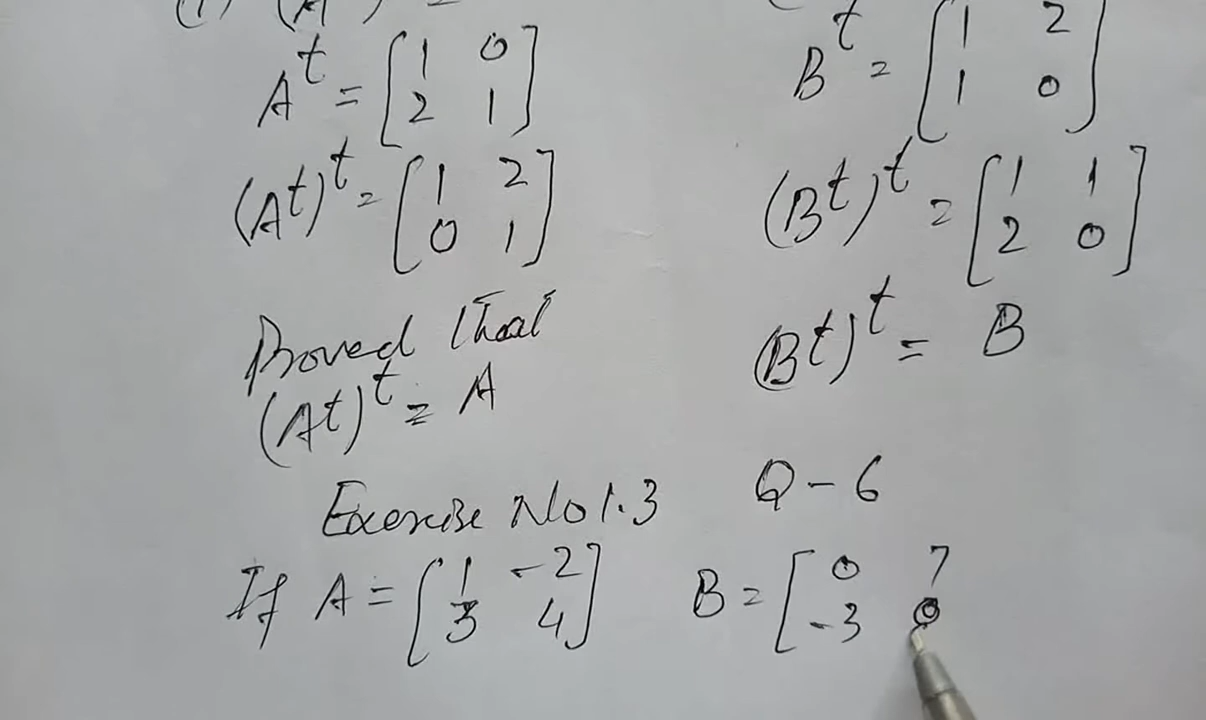 A^t = [1 0
2 1]
B^t = [1 2
1 0]
(A^t)^t = [1 2
0 1]
(B^t)^t = [1 1
2 0]
Proved that
(A^t)^t = A
(B^t)^t = B
Exercise No 1.3 Q-6
If A = [1 -2
3 4] B = [0 7
-3